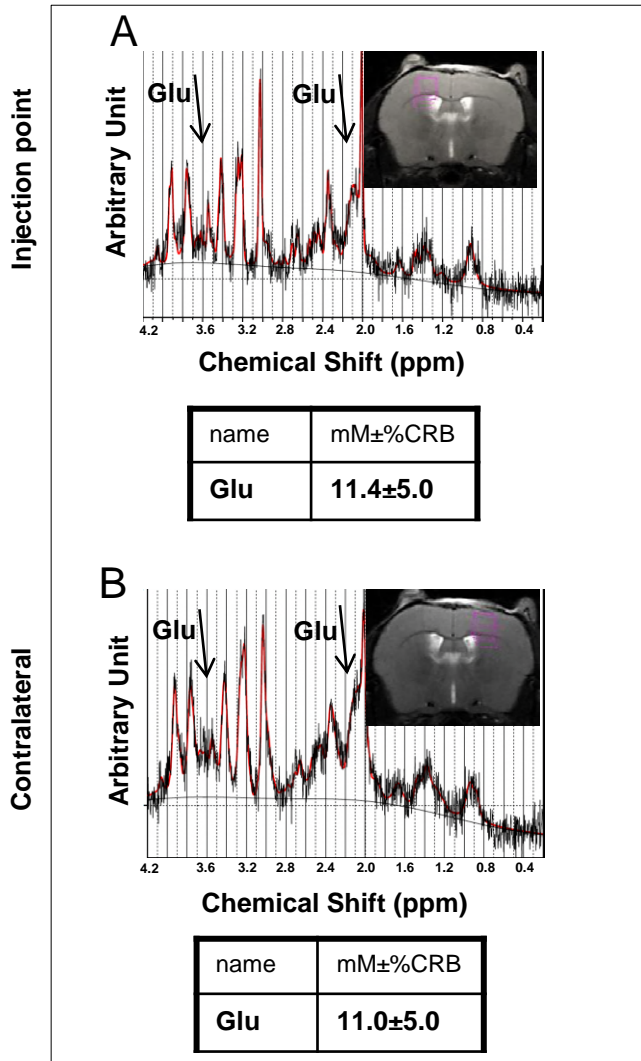 Injection point
A
Glu
Glu
Arbitrary Unit
4.2 3.6 3.2 2.8 2.4 2.0 1.6 1.2 0.8 0.4
Chemical Shift (ppm)
name mM±%CRB
Glu 11.4±5.0
Contralateral
B
Glu
Glu
Arbitrary Unit
4.2 3.6 3.2 2.8 2.4 2.0 1.6 1.2 0.8 0.4
Chemical Shift (ppm)
name mM±%CRB
Glu 11.0±5.0